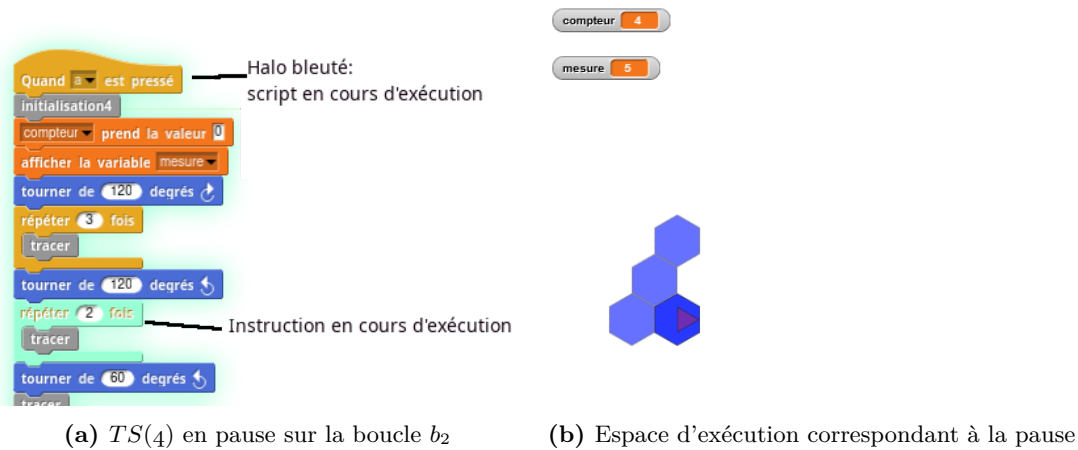 compteur 4
mesure 5
Quand a est pressé
initialisation4
compteur prend la valeur 0
afficher la variable mesure
tourner de 120 degrés
répéter 3 fois
tracer
tourner de 120 degrés
répéter 2 fois
tracer
tourner de 60 degrés
tracer
Halo bleuté:
script en cours d'exécution
Instruction en cours d'exécution
(a) TS(4) en pause sur la boucle b₂
(b) Espace d'exécution correspondant à la pause